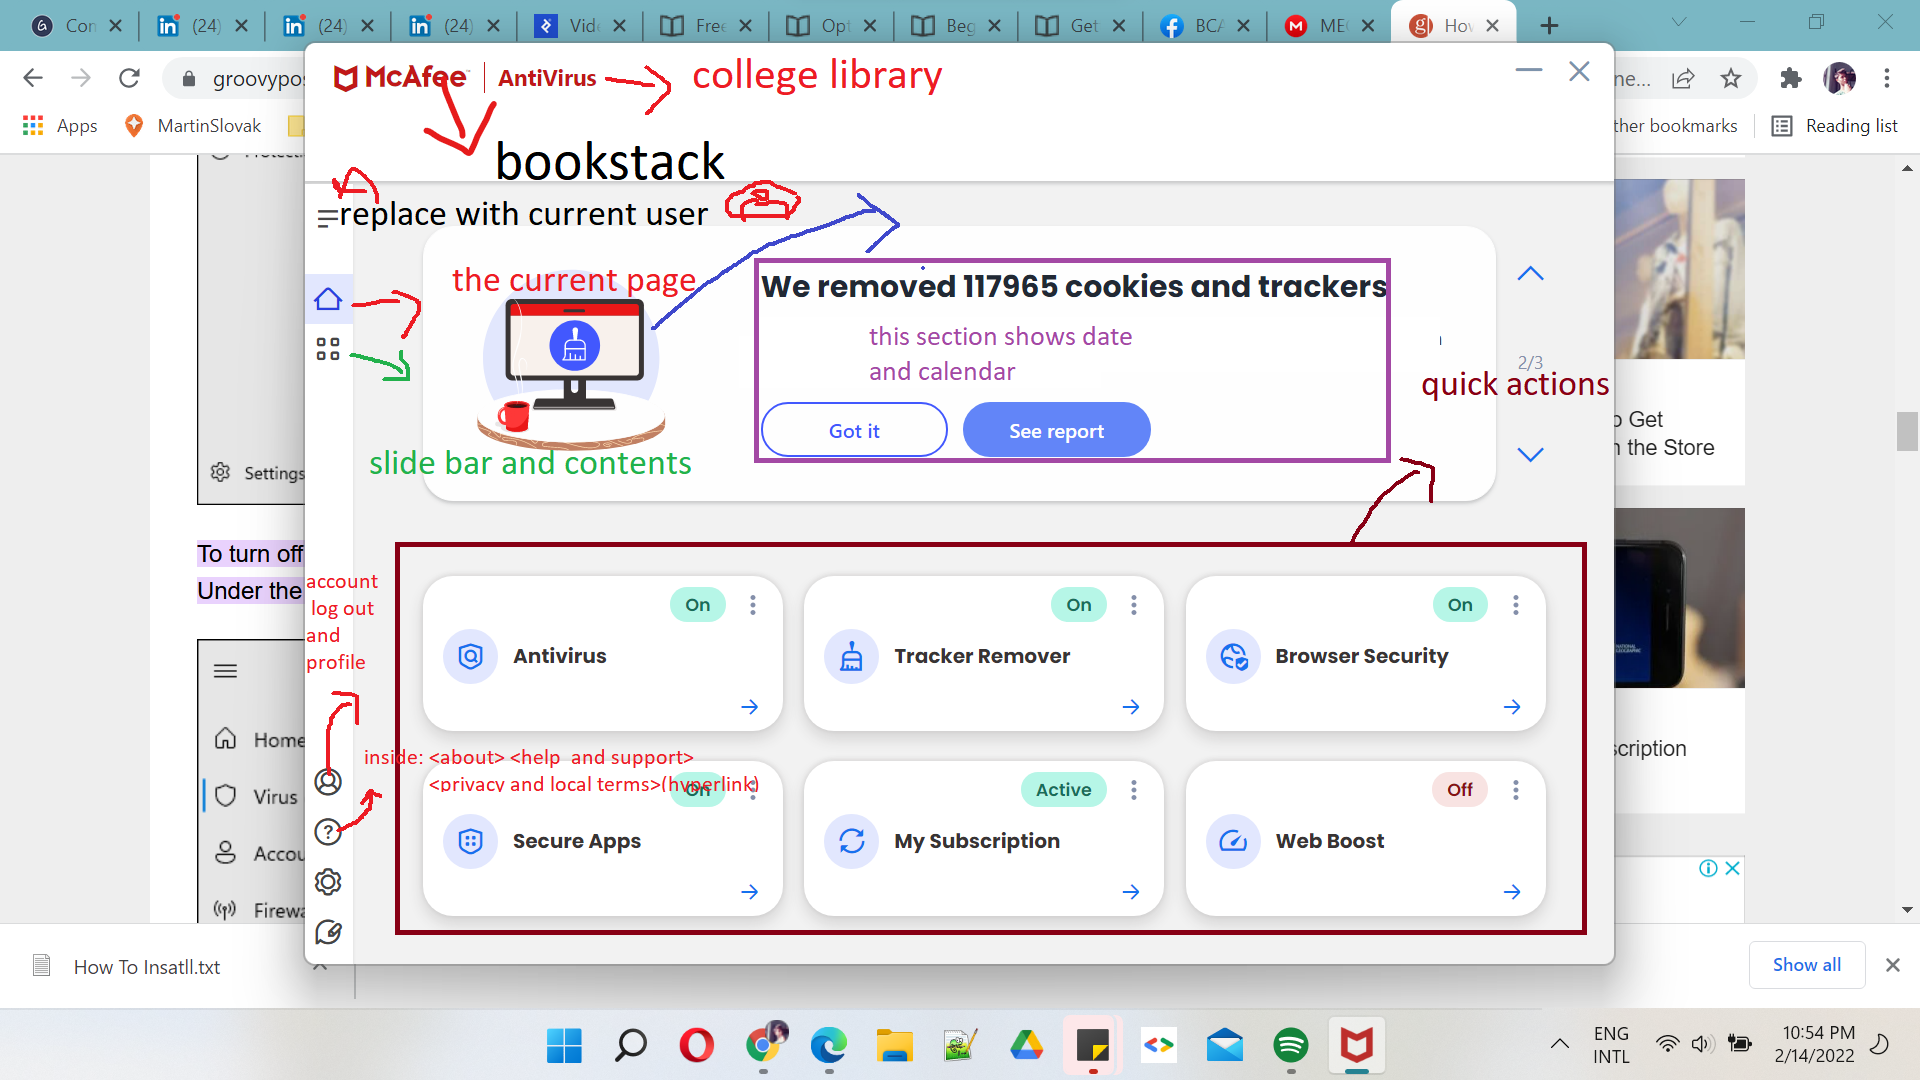 Con
(24)
(24)
(24)
Vide
Free
Opt
Beg
Get
BCA
ME
How
groovypo
ne...
Apps
MartinSlovak
ther bookmarks
Reading list
McAfee AntiVirus
college library
bookstack
replace with current user
the current page
We removed 117965 cookies and trackers
this section shows date
and calendar
2/3
quick actions
Got it
See report
slide bar and contents
Settings
To turn off
Under the
account
log out
and
profile
Home
Virus
Accou
Firewa
On
Antivirus
On
Tracker Remover
On
Browser Security
inside: <about> <help and support>
<privacy and local terms>(hyperlink)
On
Secure Apps
Active
My Subscription
Off
Web Boost
o Get
n the Store
scription
How To Insatll.txt
Show all
ENG
INTL
10:54 PM
2/14/2022